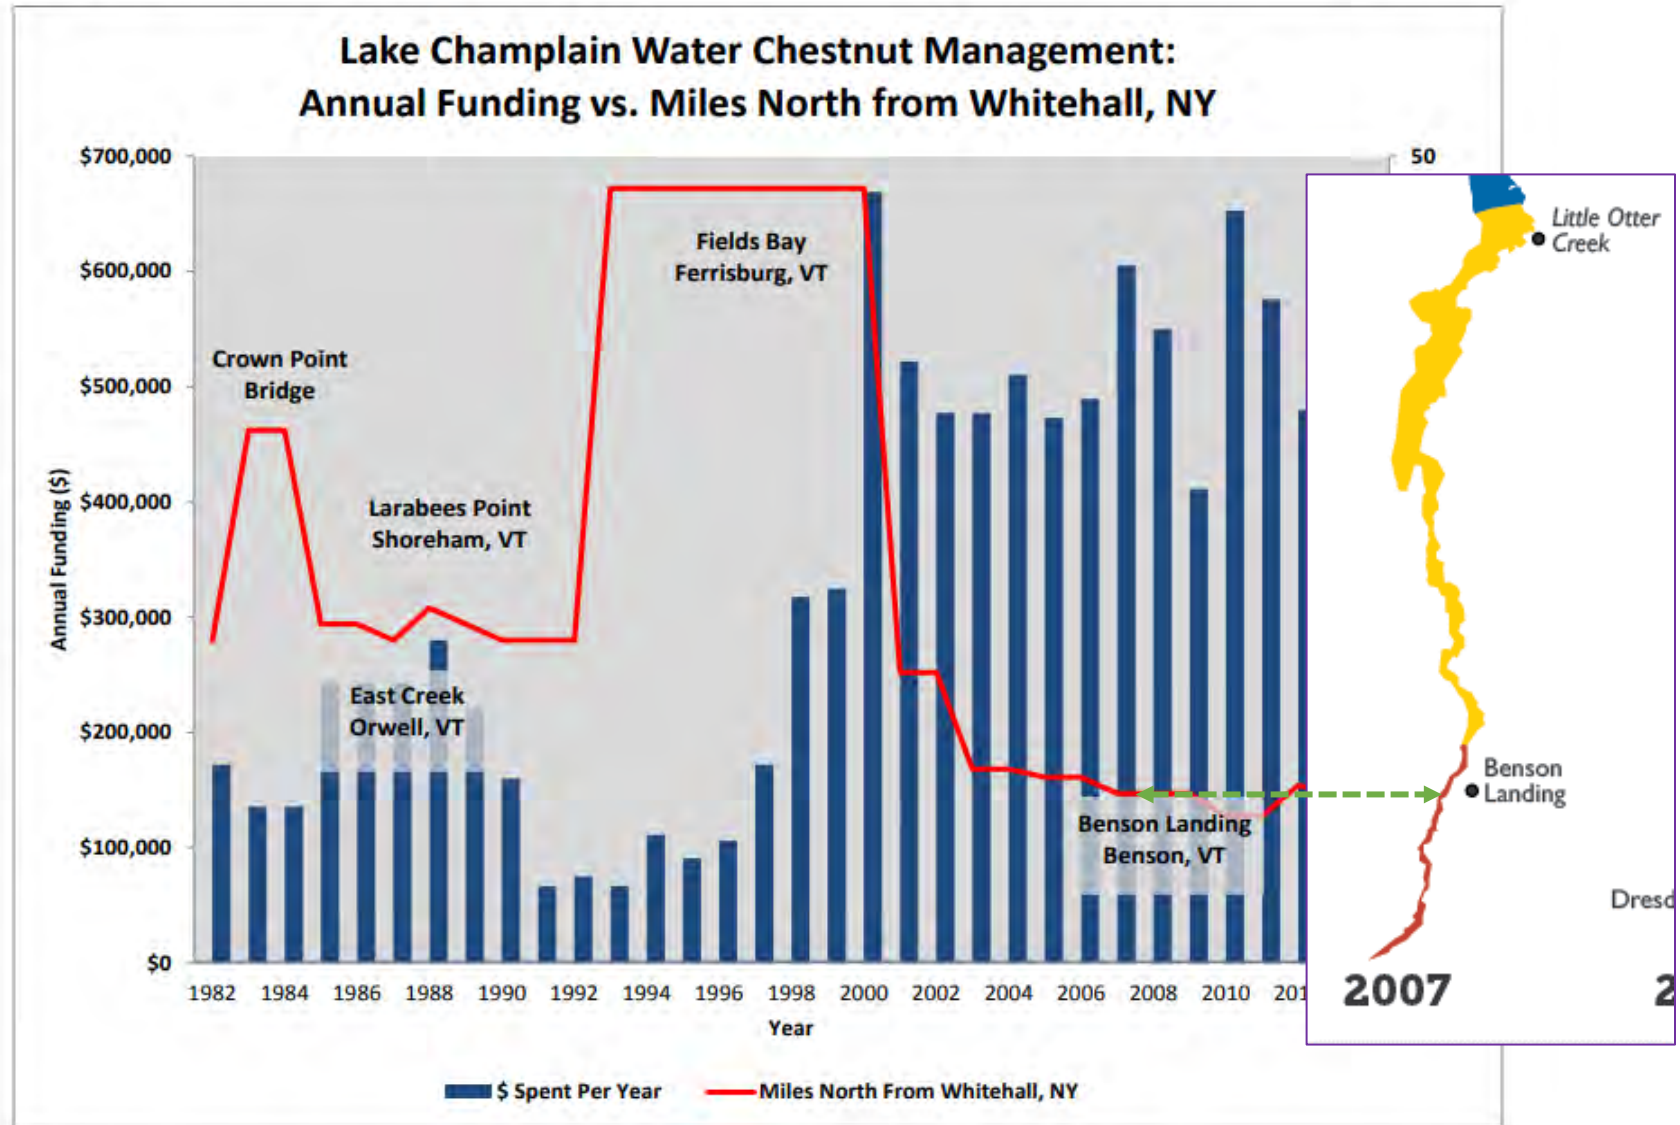 Lake Champlain Water Chestnut Management:
Annual Funding vs. Miles North from Whitehall, NY
$700,000
$600,000
$500,000
$400,000
$300,000
$200,000
$100,000
$0
Annual Funding ($)
50
Crown Point
Bridge
Larabees Point
Shoreham, VT
East Creek
Orwell, VT
Fields Bay
Ferrisburg, VT
Benson Landing
Benson, VT
1982 1984 1986 1988 1990 1992 1994 1996 1998 2000 2002 2004 2006 2008 2010 201
Year
$ Spent Per Year Miles North From Whitehall, NY
Little Otter
Creek
Benson
Landing
Dresd
2007 2